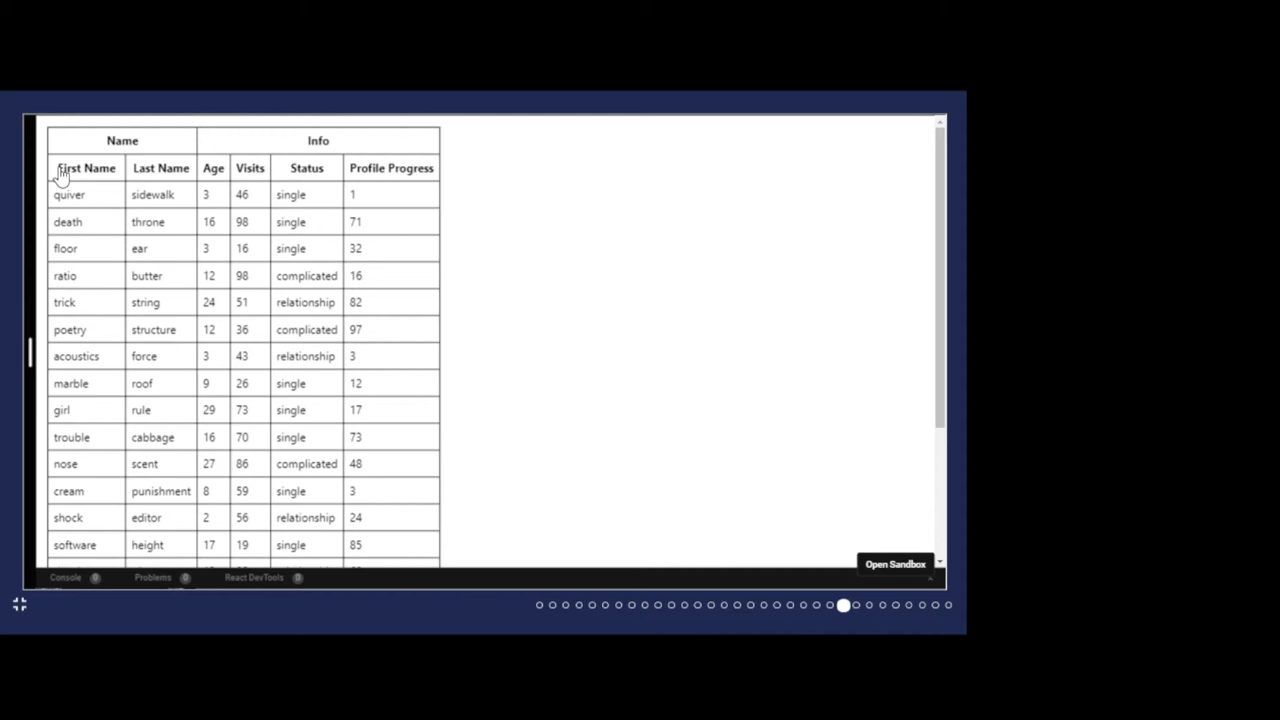 Name Info
First Name Last Name Age Visits Status Profile Progress
quiver sidewalk 3 46 single 1
death throne 16 98 single 71
floor ear 3 16 single 32
ratio butter 12 98 complicated 16
trick string 24 51 relationship 82
poetry structure 12 36 complicated 97
acoustics force 3 43 relationship 3
marble roof 9 26 single 12
girl rule 29 73 single 17
trouble cabbage 16 70 single 73
nose scent 27 86 complicated 48
cream punishment 8 59 single 3
shock editor 2 56 relationship 24
software height 17 19 single 85
Open Sandbox
Console 0 Problems 0 React DevTools 0